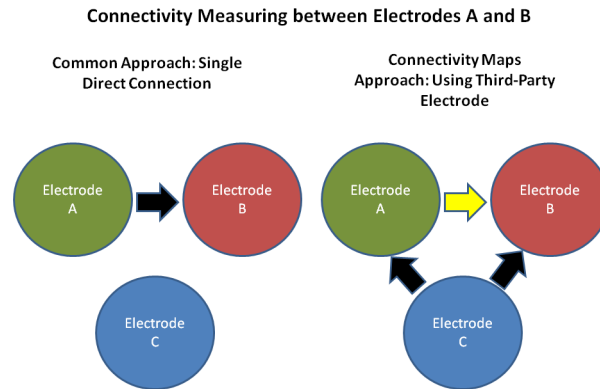 Connectivity Measuring between Electrodes A and B
Common Approach: Single
Direct Connection
Connectivity Maps
Approach: Using Third-Party
Electrode
Electrode
A
Electrode
B
Electrode
C
Electrode
A
Electrode
B
Electrode
C